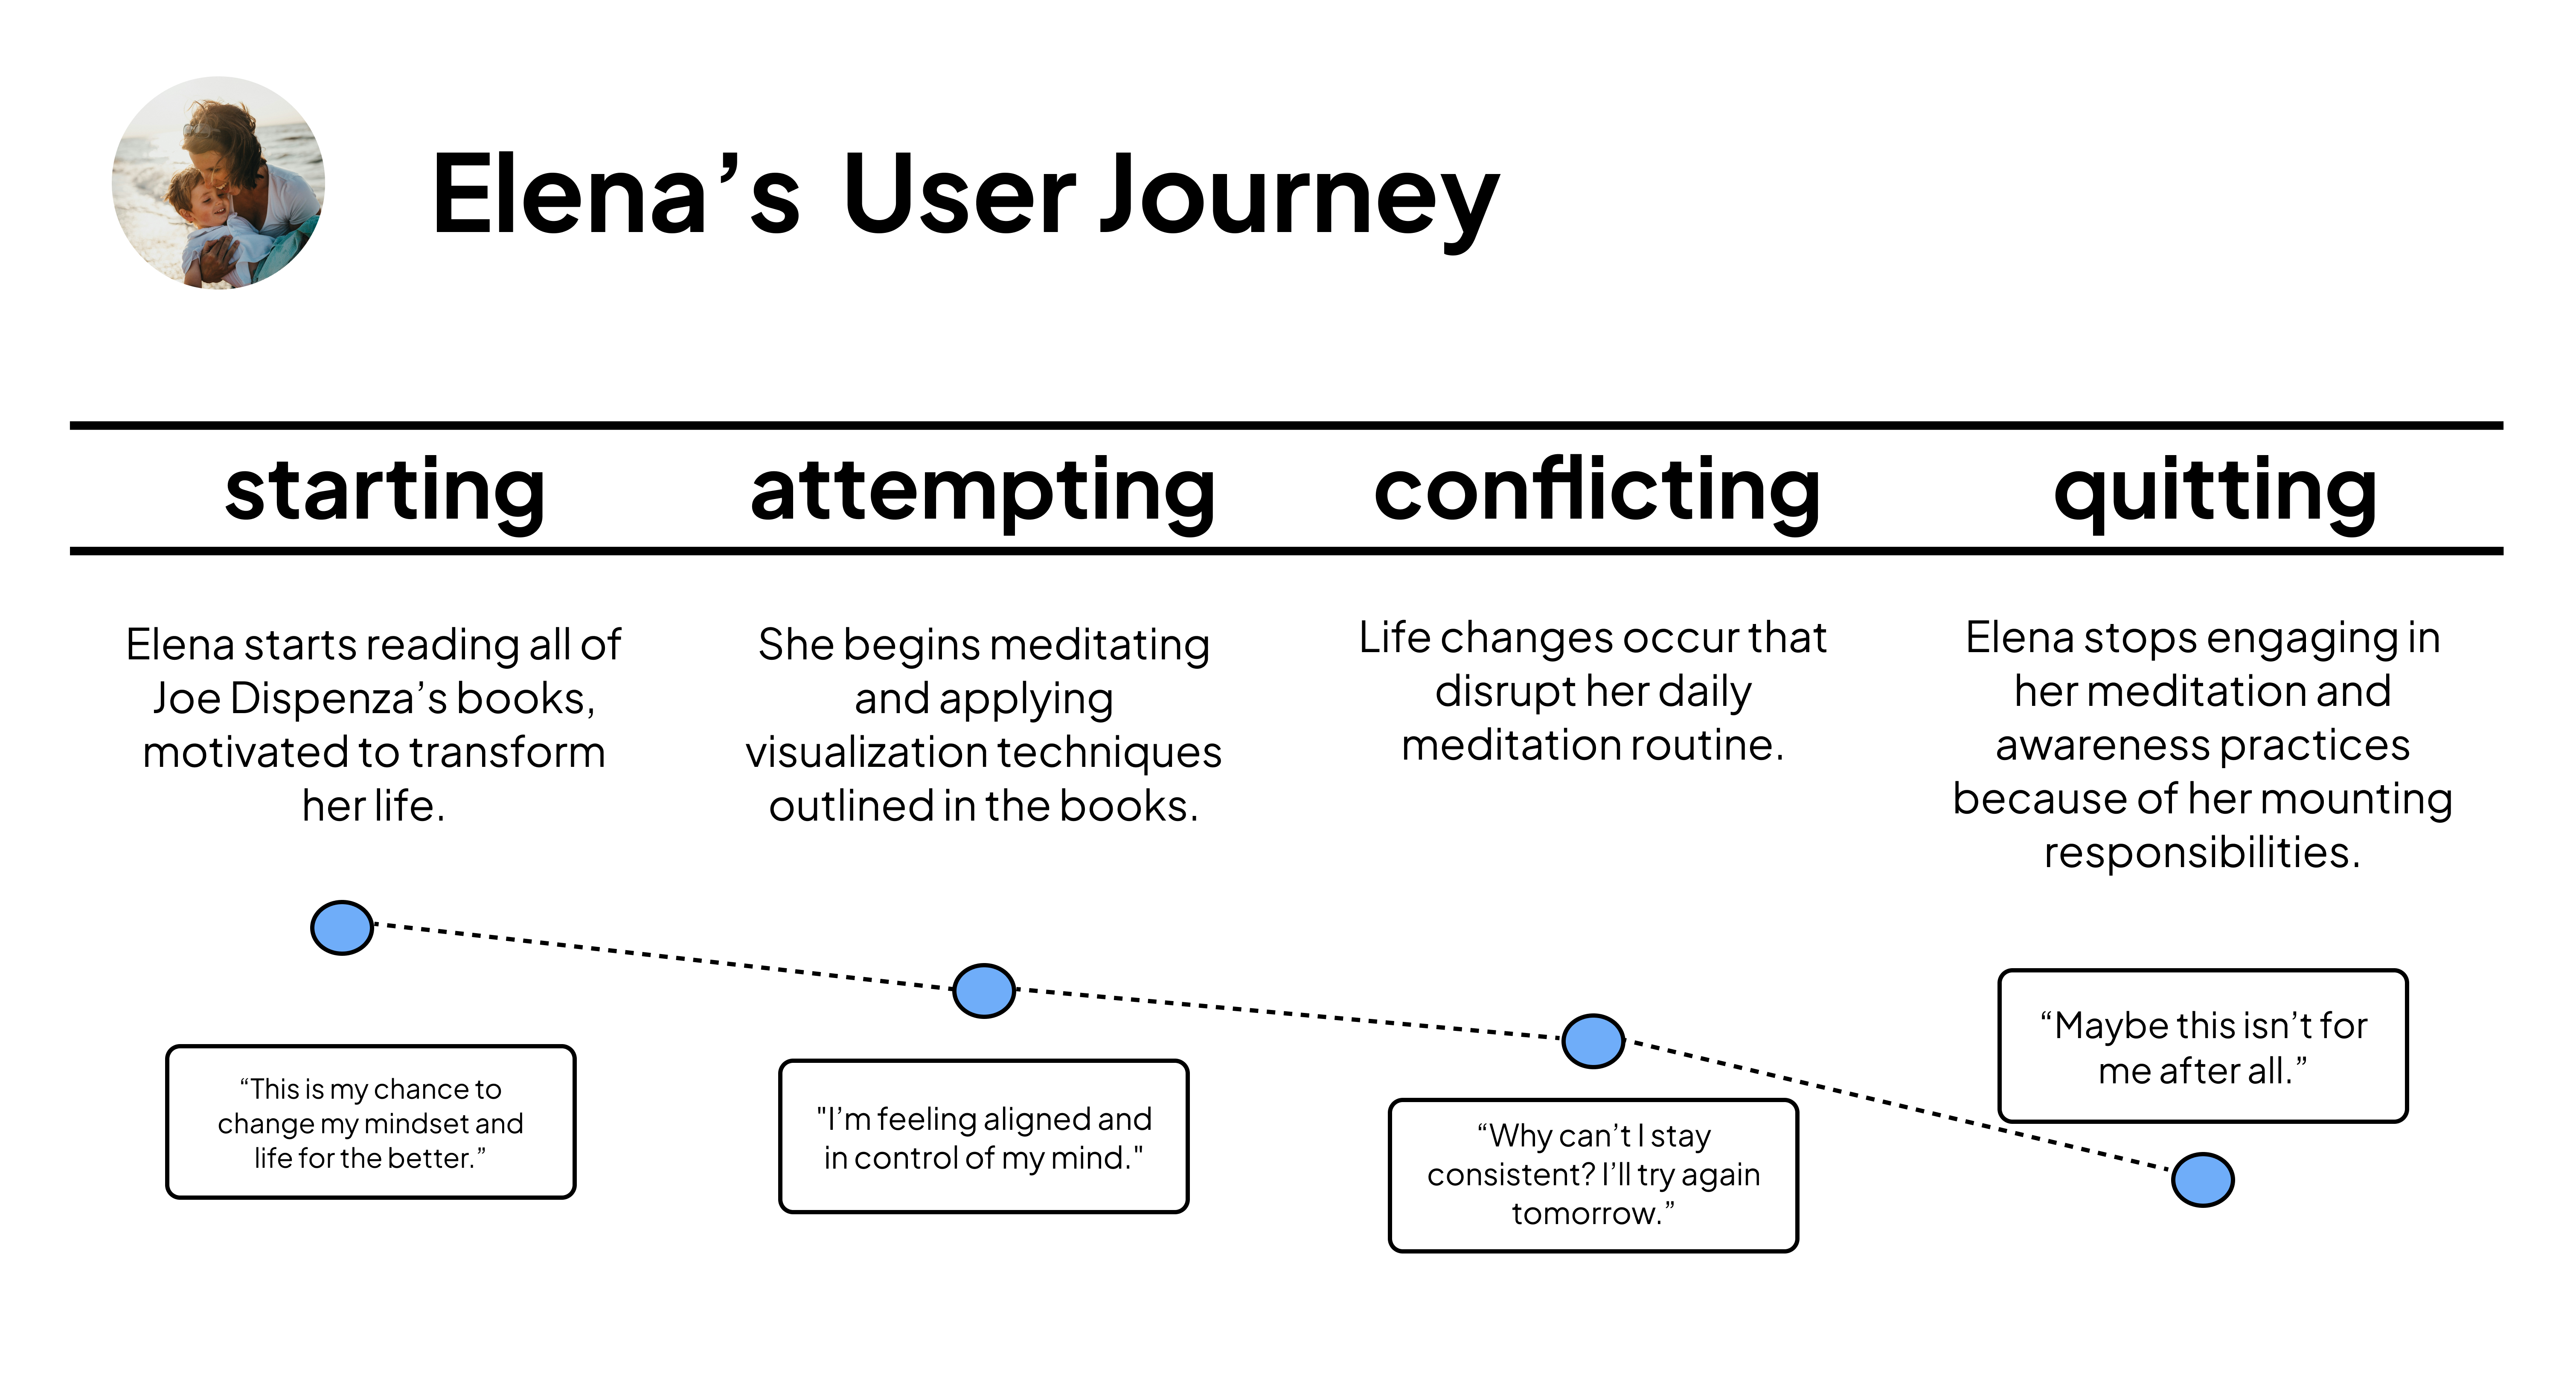 Elena’s User Journey
starting
attempting
conflicting
quitting
Elena starts reading all of
Joe Dispenza’s books,
motivated to transform
her life.
She begins meditating
and applying
visualization techniques
outlined in the books.
Life changes occur that
disrupt her daily
meditation routine.
Elena stops engaging in
her meditation and
awareness practices
because of her mounting
responsibilities.
“This is my chance to
change my mindset and
life for the better.”
"I’m feeling aligned and
in control of my mind."
“Why can’t I stay
consistent? I’ll try again
tomorrow.”
“Maybe this isn’t for
me after all.”